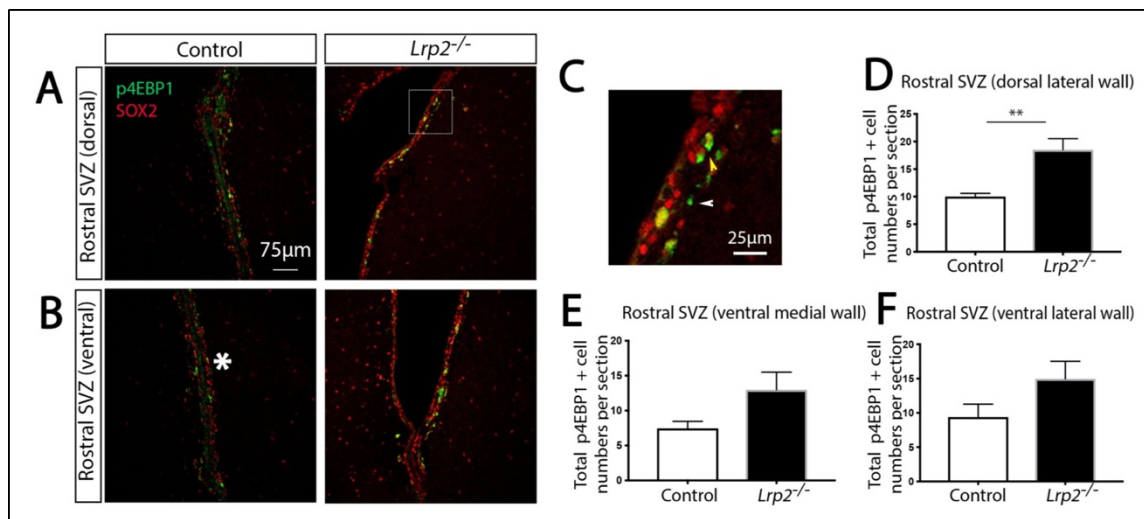 Control
Lrp2-/-
A
Rostral SVZ (dorsal)
p4EBP1
SOX2
75µm
B
Rostral SVZ (ventral)
*
C
25µm
D
Rostral SVZ (dorsal lateral wall)
Total p4EBP1 + cell
numbers per section
25
20
15
10
5
0
**
Control
Lrp2-/-
E
Rostral SVZ (ventral medial wall)
Total p4EBP1 + cell
numbers per section
20
15
10
5
0
Control
Lrp2-/-
F
Rostral SVZ (ventral lateral wall)
Total p4EBP1 + cell
numbers per section
20
15
10
5
0
Control
Lrp2-/-